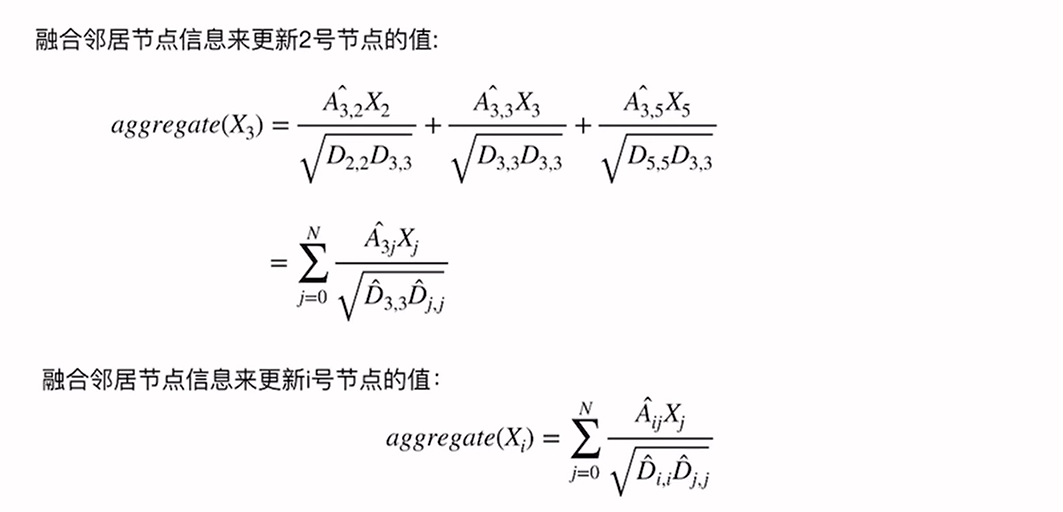 融合邻居节点信息来更新2号节点的值:
aggregate(X_3) = \frac{\hat{A_{3,2}}X_2}{\sqrt{D_{2,2}D_{3,3}}} + \frac{\hat{A_{3,3}}X_3}{\sqrt{D_{3,3}D_{3,3}}} + \frac{\hat{A_{3,5}}X_5}{\sqrt{D_{5,5}D_{3,3}}}
= \sum_{j=0}^{N} \frac{\hat{A_{3j}}X_j}{\sqrt{\hat{D}_{3,3}\hat{D}_{j,j}}}
融合邻居节点信息来更新i号节点的值：
aggregate(X_i) = \sum_{j=0}^{N} \frac{\hat{A}_{ij}X_j}{\sqrt{\hat{D}_{i,i}\hat{D}_{j,j}}}